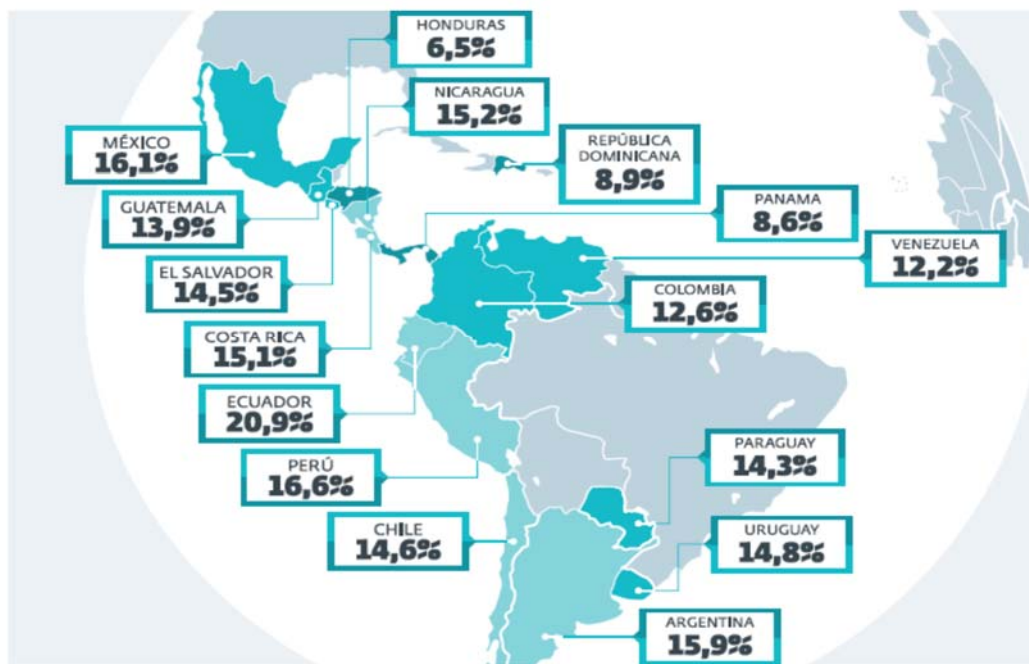 HONDURAS
6,5%
NICARAGUA
15,2%
MÉXICO
16,1%
REPÚBLICA
DOMINICANA
8,9%
GUATEMALA
13,9%
PANAMA
8,6%
VENEZUELA
12,2%
EL SALVADOR
14,5%
COLOMBIA
12,6%
COSTA RICA
15,1%
ECUADOR
20,9%
PERÚ
16,6%
PARAGUAY
14,3%
CHILE
14,6%
URUGUAY
14,8%
ARGENTINA
15,9%